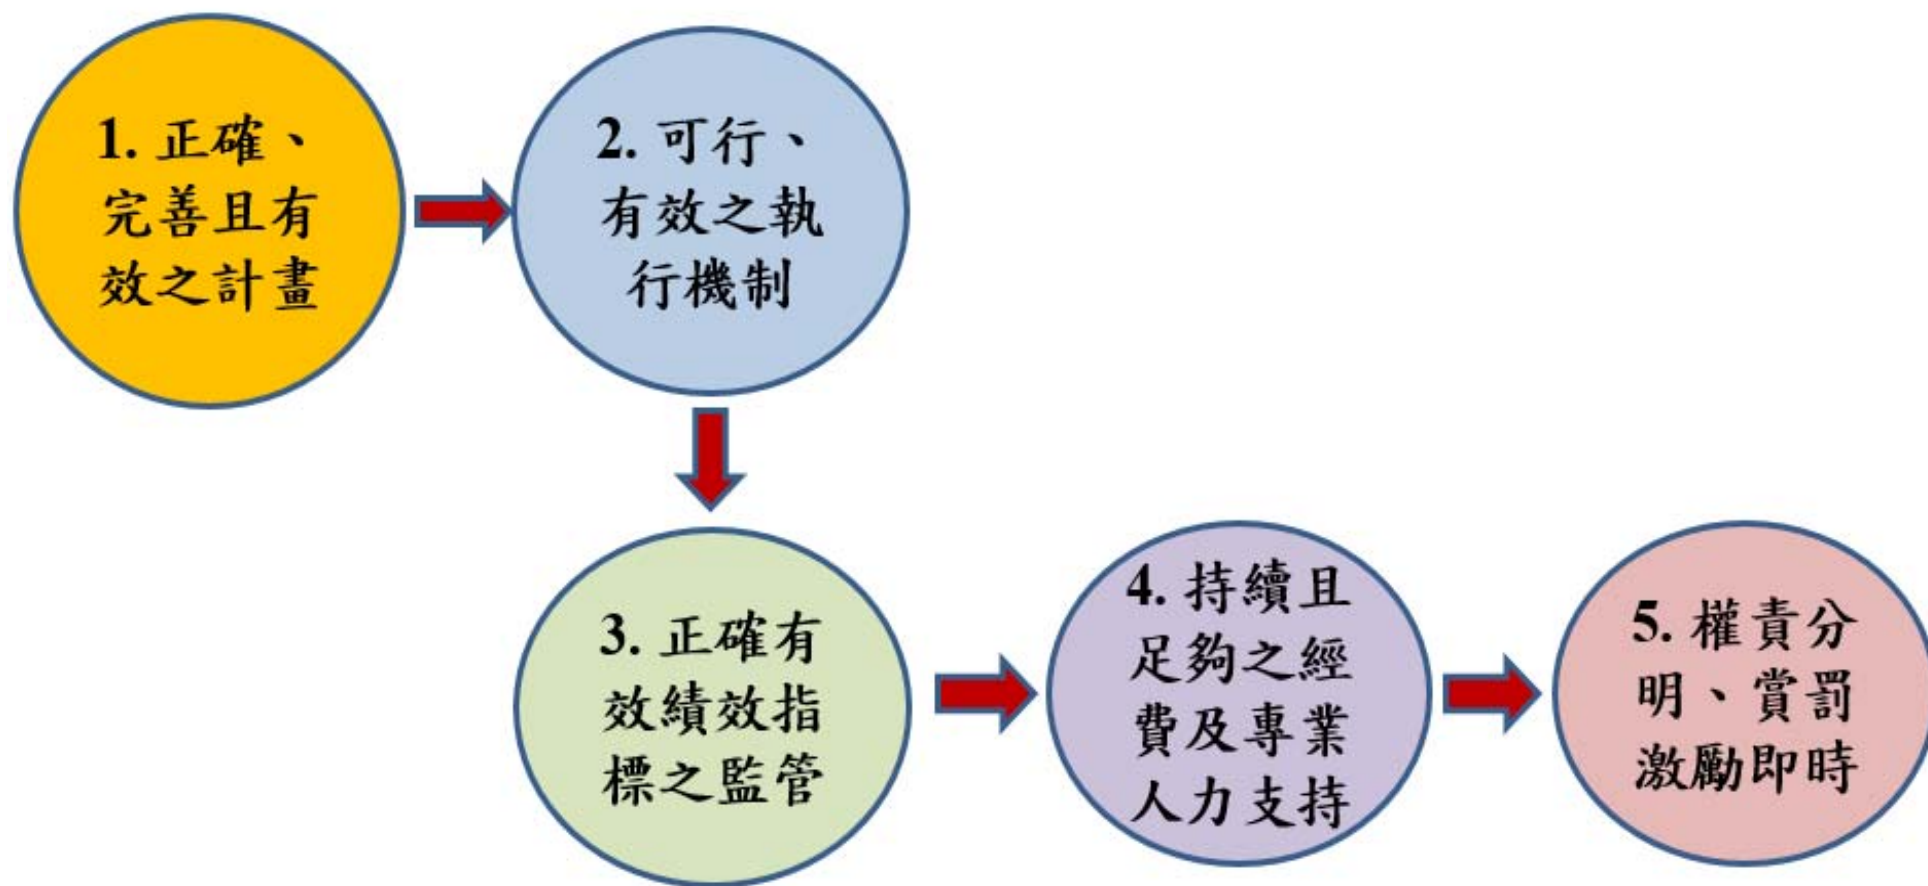 1. 正確、
完善且有
效之計畫
2. 可行、
有效之執
行機制
3. 正確有
效績效指
標之監管
4. 持續且
足夠之經
費及專業
人力支持
5. 權責分
明、賞罰
激勵即時